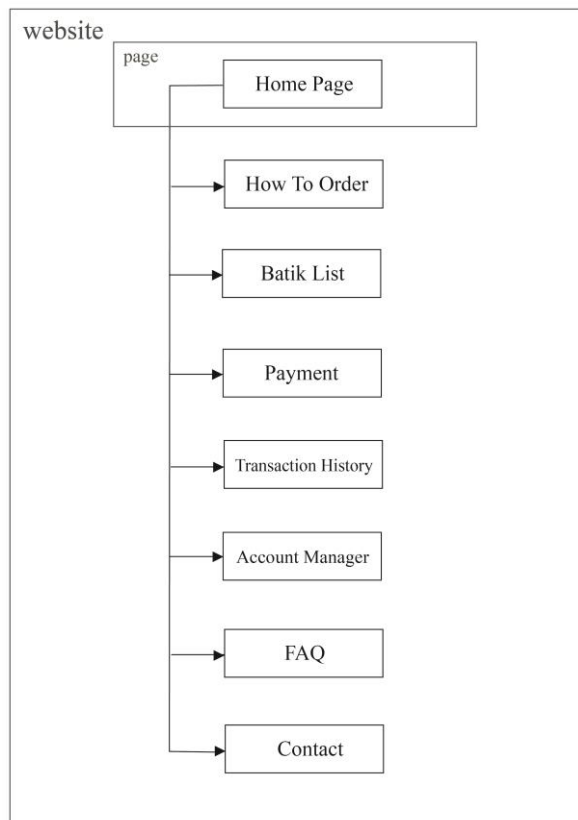 website
page
Home Page
How To Order
Batik List
Payment
Transaction History
Account Manager
FAQ
Contact